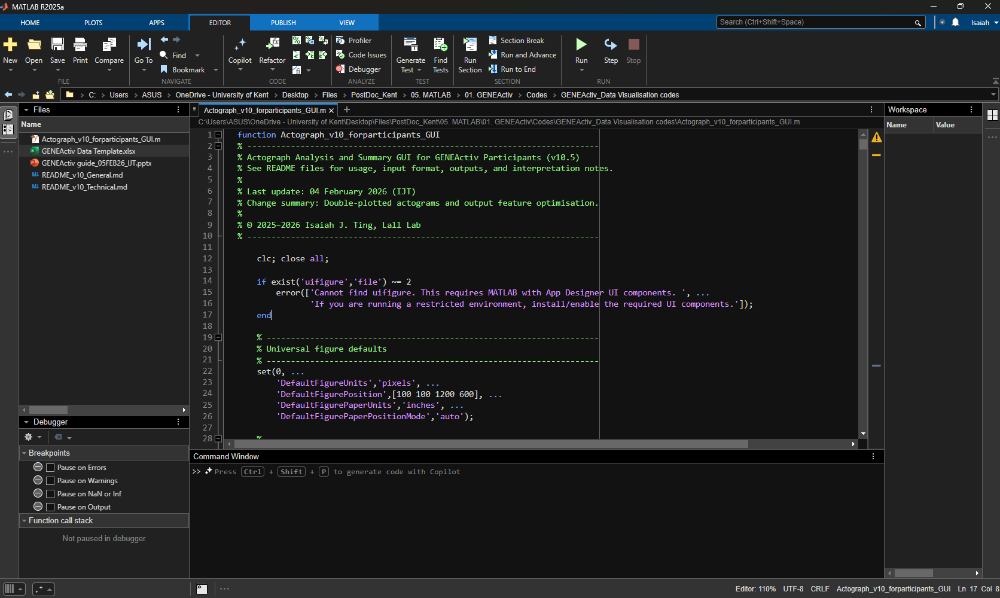 MATLAB R2025a
HOME PLOTS APPS EDITOR PUBLISH VIEW
Search (Ctrl+Shift+Space)
Isaiah
New Open Save Print Compare
FILE
Go To
Find
Bookmark
NAVIGATE
Copilot Refactor
CODE
Profiler
Code Issues
Debugger
ANALYZE
Generate Test
Find Tests
TEST
Run Section
Section Break
Run and Advance
Run to End
SECTION
Run Step Stop
RUN
C: Users ASUS OneDrive - University of Kent Desktop Files PostDoc_Kent 05. MATLAB 01. GENEActiv Codes GENEActiv_Data Visualisation codes
Files
Name
Actograph_v10_forparticipants_GUI.m
GENEActiv Data Template.xlsx
GENEActiv guide_05FEB26_IJT.pptx
README_v10_General.md
README_v10_Technical.md
Debugger
Breakpoints
Pause on Errors
Pause on Warnings
Pause on NaN or Inf
Pause on Output
Function call stack
Not paused in debugger
Actograph_v10_forparticipants_GUI.m
C:\Users\ASUS\OneDrive - University of Kent\Desktop\Files\PostDoc_Kent\05. MATLAB\01. GENEActiv\Codes\GENEActiv_Data Visualisation codes\Actograph_v10_forparticipants_GUI.m
1 function Actograph_v10_forparticipants_GUI
2 % -------------------------------------------------------------------------
3 % Actograph Analysis and Summary GUI for GENEActiv Participants (v10.5)
4 % See README files for usage, input format, outputs, and interpretation notes.
5 %
6 % Last update: 04 February 2026 (IJT)
7 % Change summary: Double-plotted actograms and output feature optimisation.
8 %
9 % © 2025–2026 Isaiah J. Ting, Lall Lab
10 % -------------------------------------------------------------------------
11
12 clc; close all;
13
14 if exist('uifigure','file') ~= 2
15 error(['Cannot find uifigure. This requires MATLAB with App Designer UI components. ', ...
16 'If you are running a restricted environment, install/enable the required UI components.']);
17 end
18
19 % ---------------------------------------------------------------------
20 % Universal figure defaults
21 % ---------------------------------------------------------------------
22 set(0, ...
23 'DefaultFigureUnits','pixels', ...
24 'DefaultFigurePosition',[100 100 1200 600], ...
25 'DefaultFigurePaperUnits','inches', ...
26 'DefaultFigurePaperPositionMode','auto');
27
28 %
Command Window
>> Press Ctrl + Shift + P to generate code with Copilot
Workspace
Name Value
Editor: 110% UTF-8 CRLF Actograph_v10_forparticipants_GUI Ln 17 Col 8